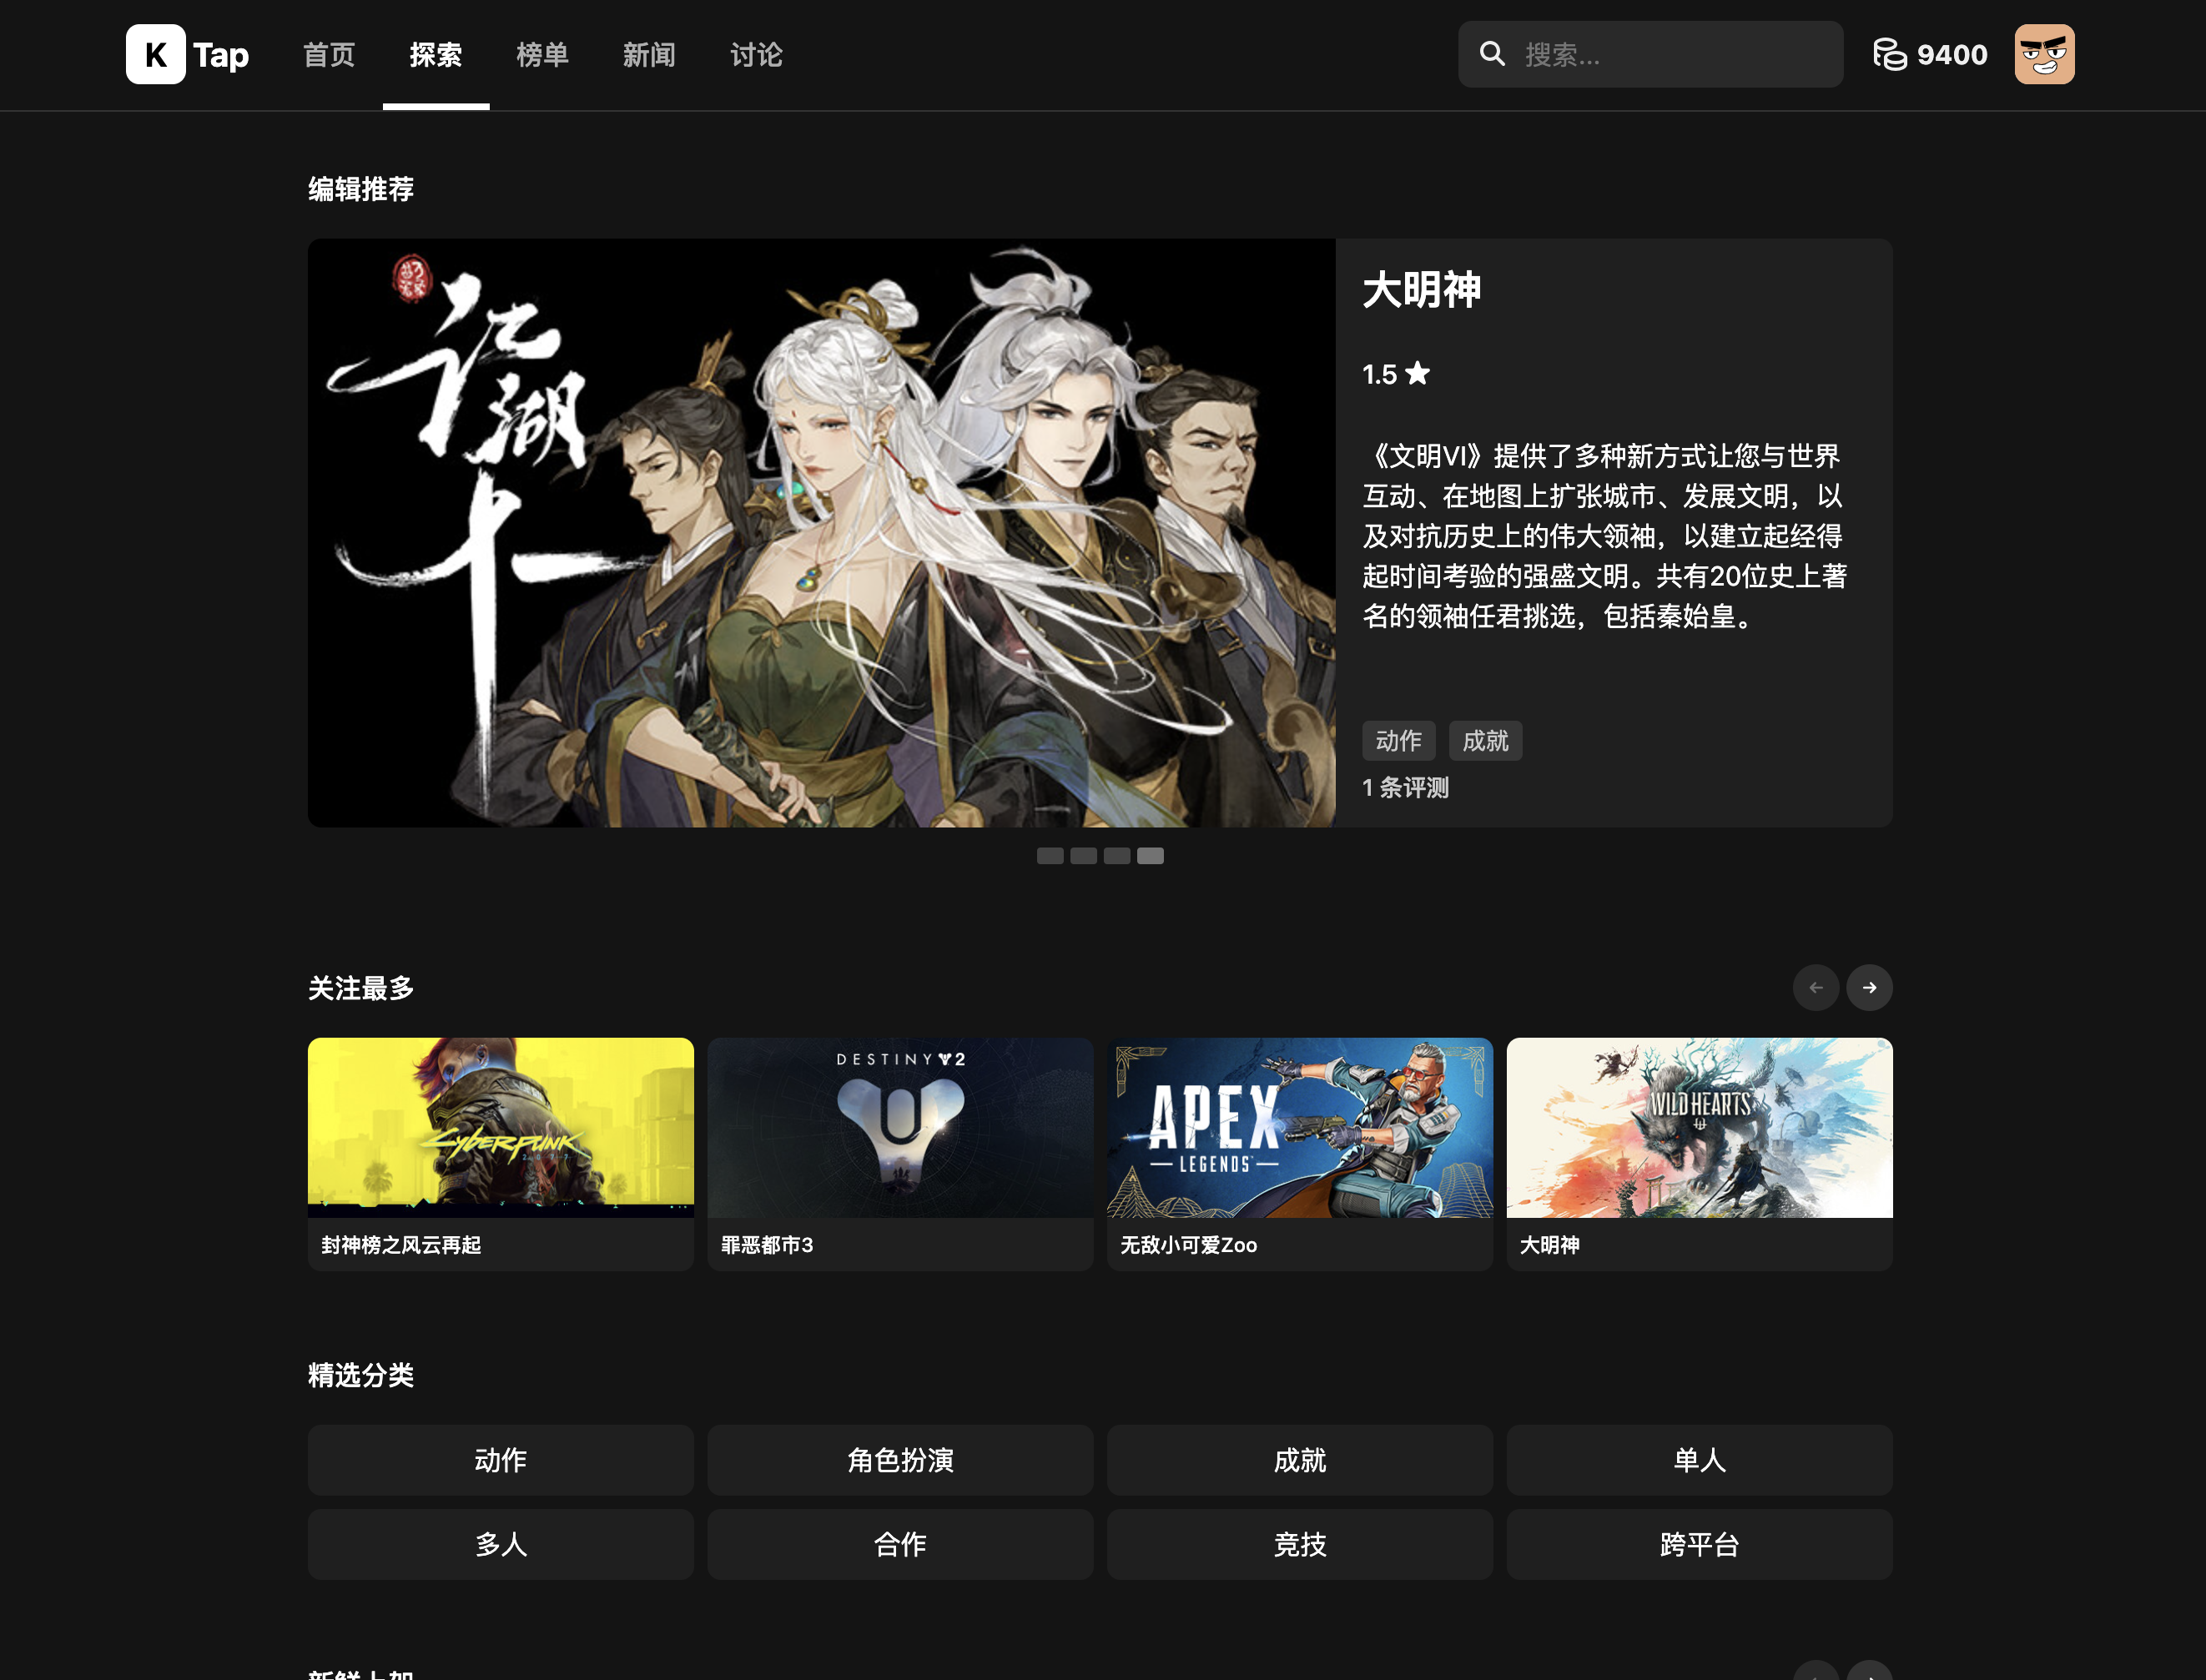 K Tap 首页 探索 榜单 新闻 讨论 搜索... 9400
编辑推荐
江湖十一
大明神
1.5
《文明VI》提供了多种新方式让您与世界
互动、在地图上扩张城市、发展文明，以
及对抗历史上的伟大领袖，以建立起经得
起时间考验的强盛文明。共有20位史上著
名的领袖任君挑选，包括秦始皇。
动作 成就
1 条评测
关注最多
CYBERPUNK
2077
DESTINY 2
APEX
LEGENDS
WILD HEARTS
封神榜之风云再起 罪恶都市3 无敌小可爱Zoo 大明神
精选分类
动作 角色扮演 成就 单人
多人 合作 竞技 跨平台
新鲜上架